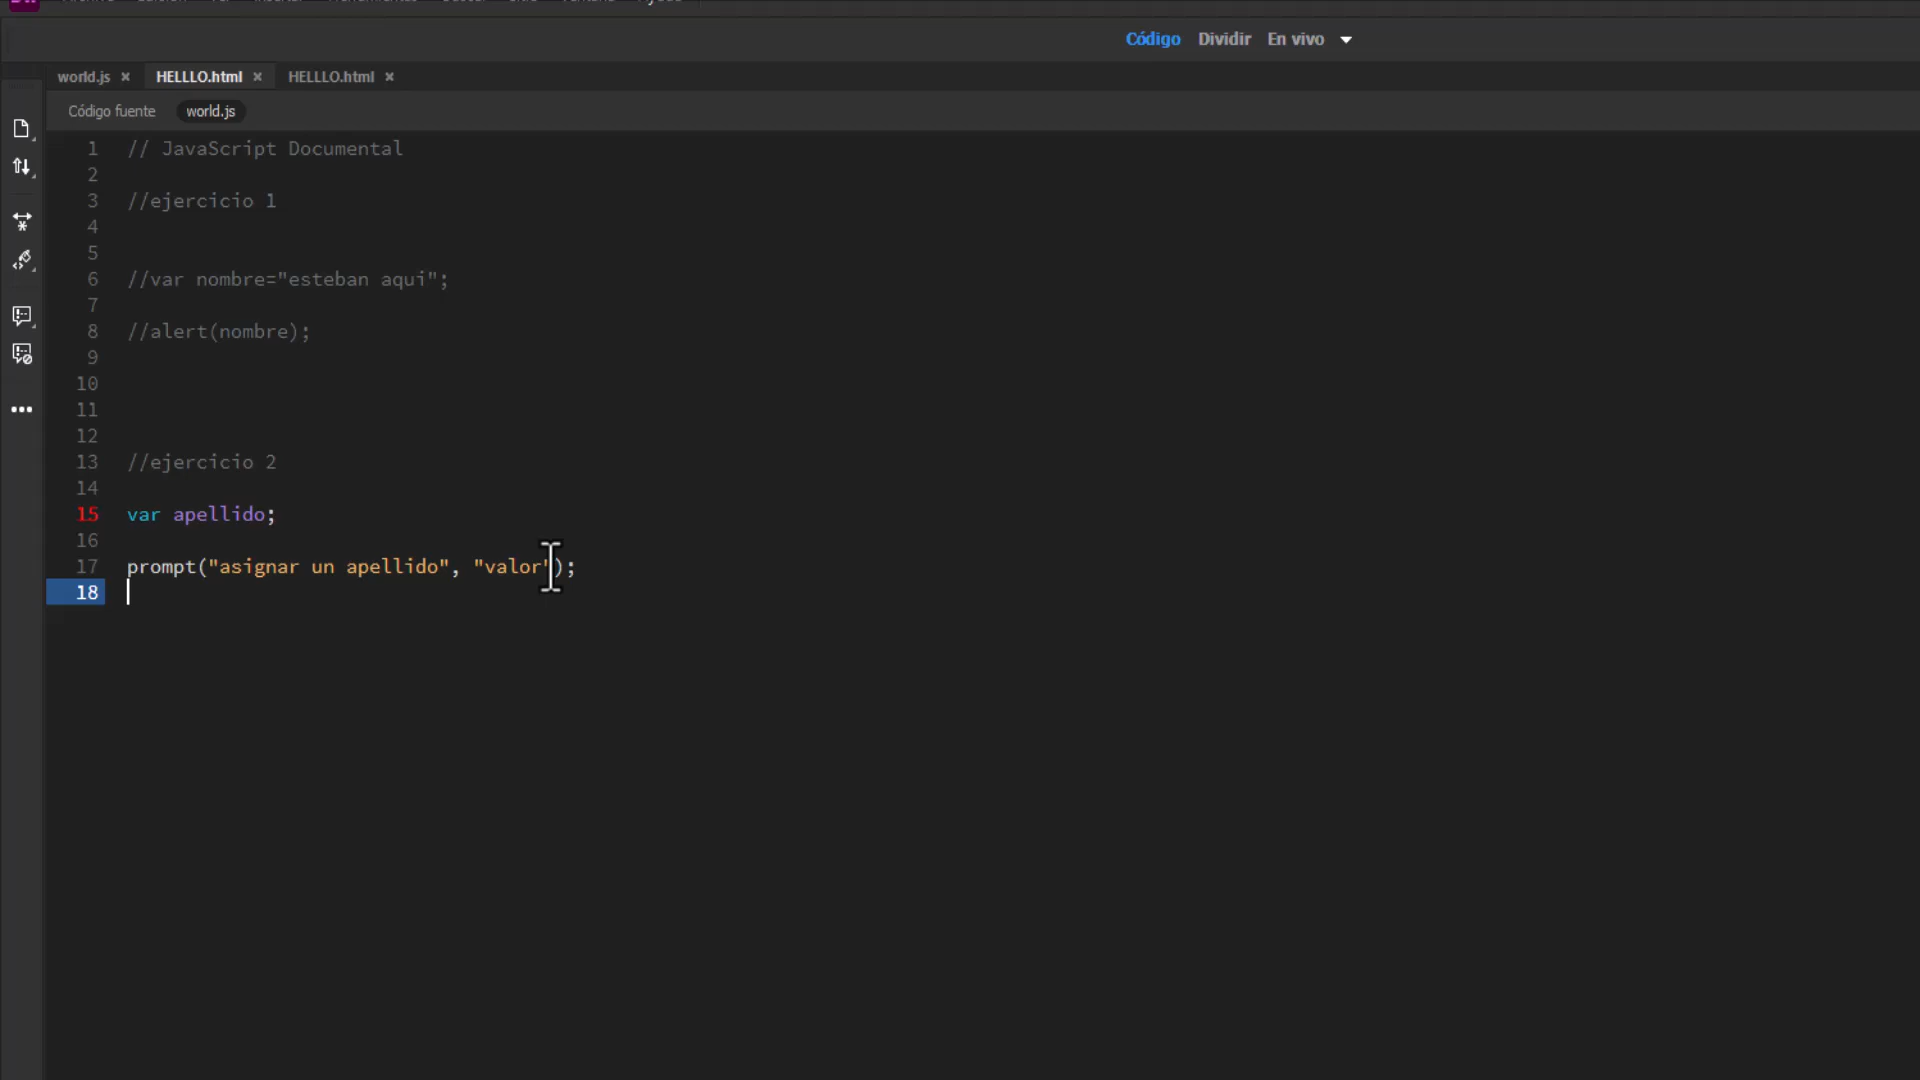 Código Dividir En vivo
world.js × HELLLO.html × HELLLO.html ×
Código fuente world.js
1 // JavaScript Documental
2
3 //ejercicio 1
4
5
6 //var nombre="esteban aqui";
7
8 //alert(nombre);
9
10
11
12
13 //ejercicio 2
14
15 var apellido;
16
17 prompt("asignar un apellido", "valor");
18